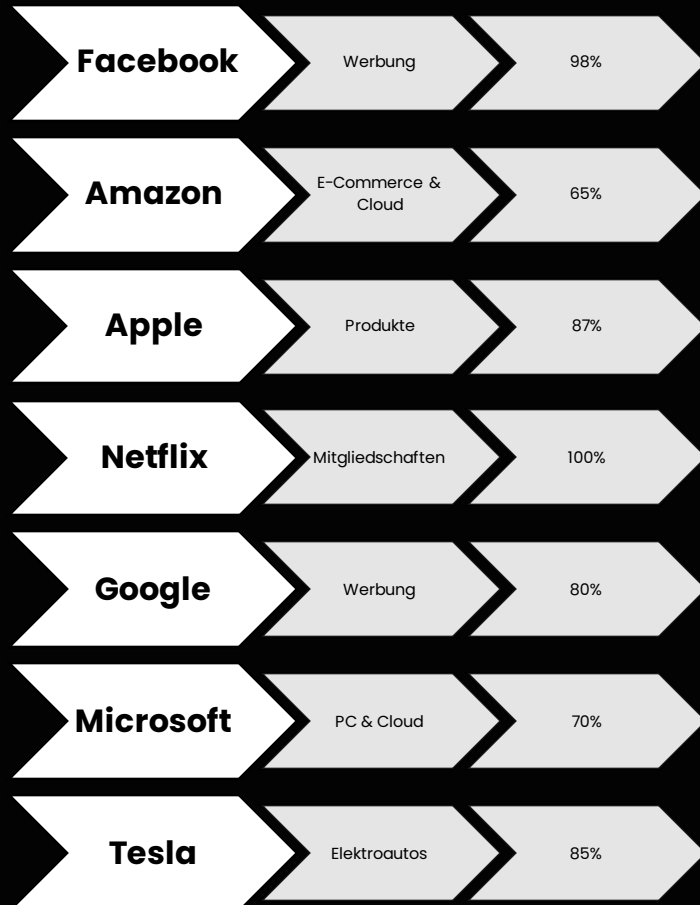 Facebook
Werbung
98%
Amazon
E-Commerce &
Cloud
65%
Apple
Produkte
87%
Netflix
Mitgliedschaften
100%
Google
Werbung
80%
Microsoft
PC & Cloud
70%
Tesla
Elektroautos
85%